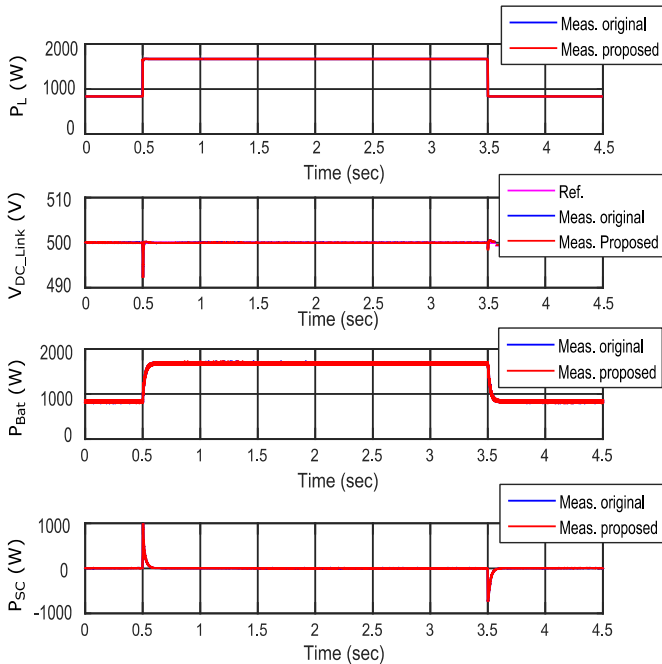 Meas. original
Meas. proposed
2000
1000
0
P_L (W)
0 0.5 1 1.5 2 2.5 3 3.5 4 4.5
Time (sec)
Ref.
Meas. original
Meas. Proposed
510
500
490
V_DC_Link (V)
0 0.5 1 1.5 2 2.5 3 3.5 4 4.5
Time (sec)
Meas. original
Meas. proposed
2000
1000
0
P_Bat (W)
0 0.5 1 1.5 2 2.5 3 3.5 4 4.5
Time (sec)
Meas. original
Meas. proposed
1000
0
-1000
P_SC (W)
0 0.5 1 1.5 2 2.5 3 3.5 4 4.5
Time (sec)